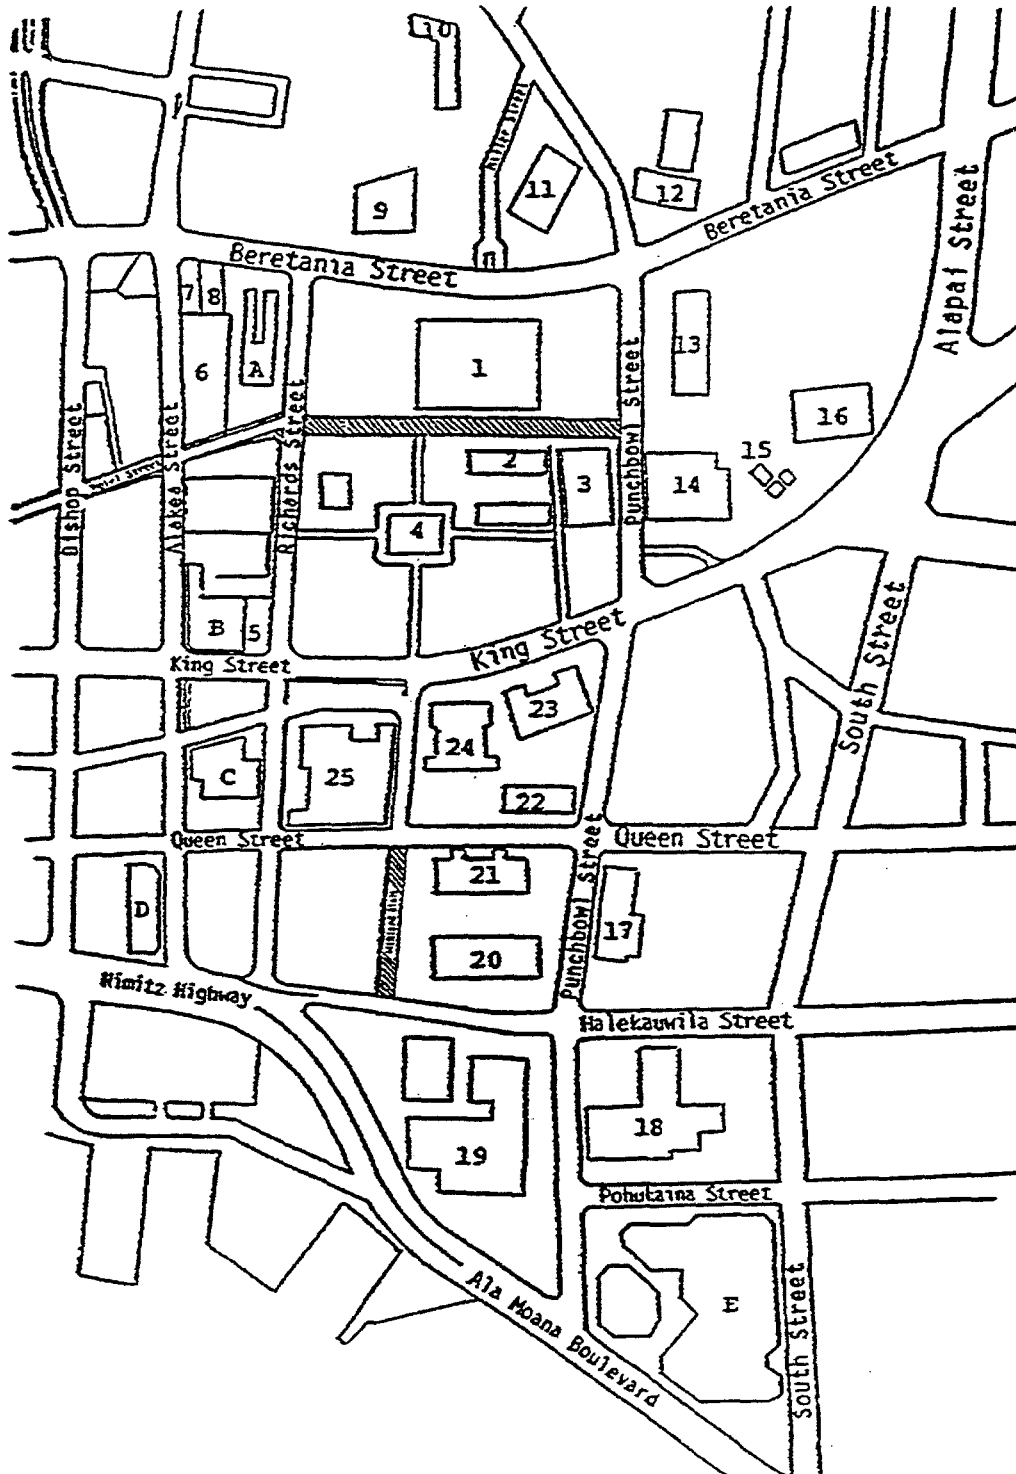 10
Miller Street
11
12
9
Beretania Street
Beretania Street
Alapai Street
7
8
6
A
1
13
Punchbowl Street
16
15
2
3
14
4
Bishop Street
Alakea Street
Richards Street
Hotel Street
B
5
King Street
King Street
South Street
23
24
C
25
22
Queen Street
Queen Street
Punchbowl Street
21
D
17
20
Nimitz Highway
Halekauwila Street
18
19
Pohukaina Street
E
Ala Moana Boulevard
South Street